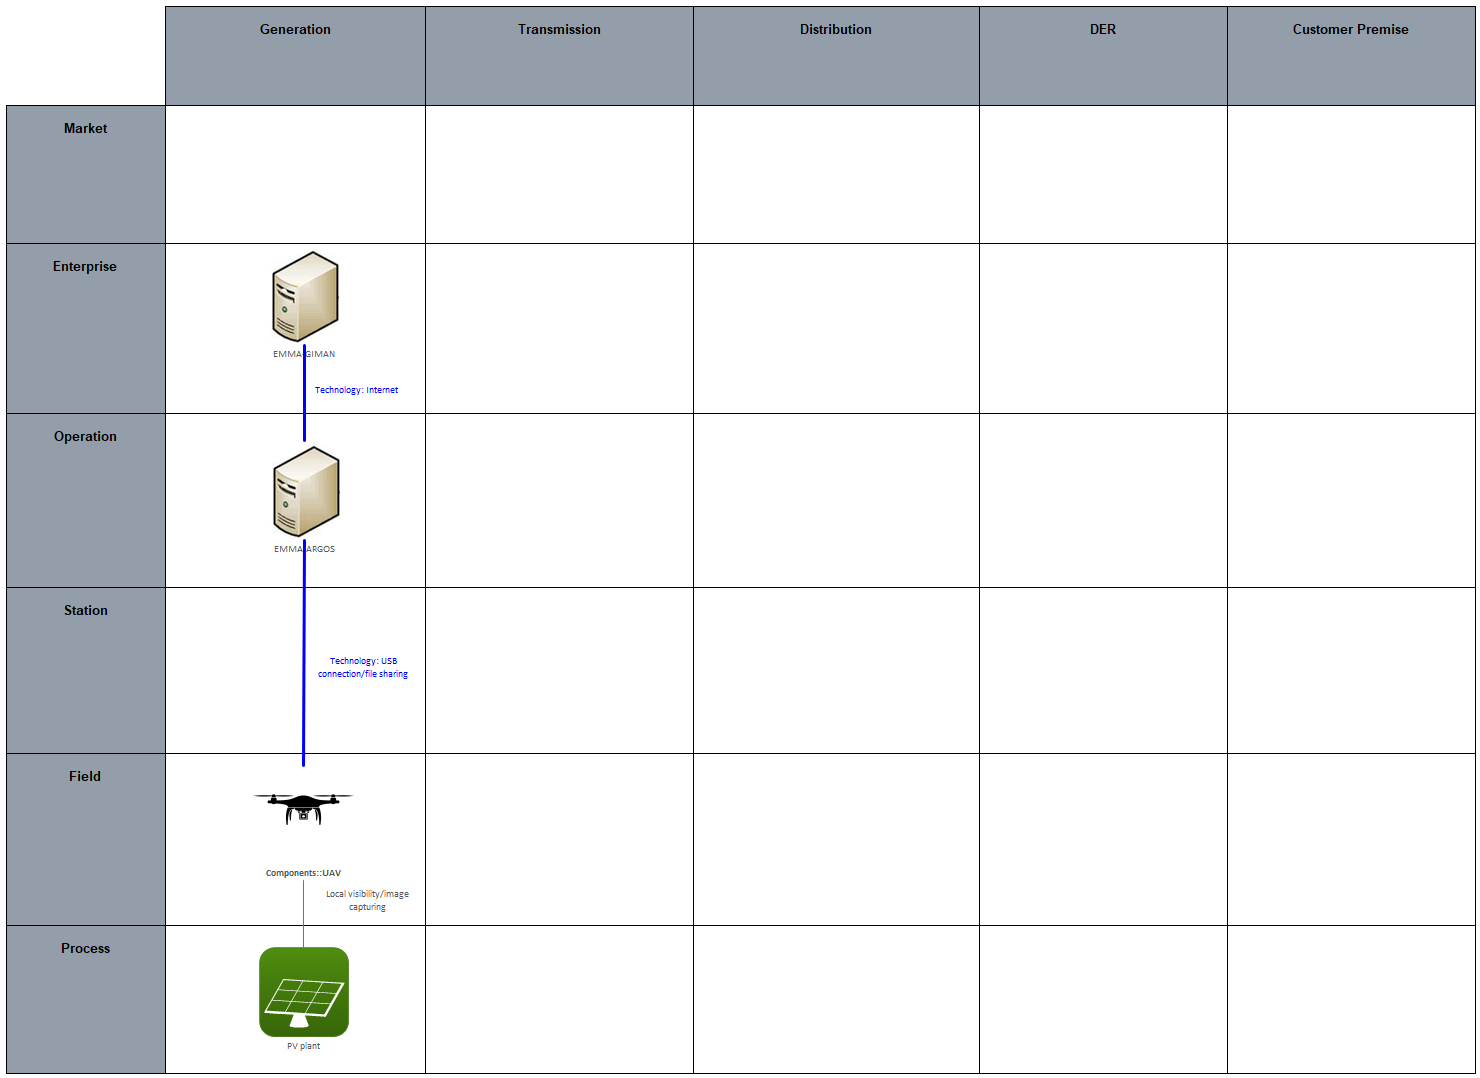 Generation
Transmission
Distribution
DER
Customer Premise
Market
Enterprise
EMMA-GIMAN
Technology: Internet
Operation
EMMA-ARGOS
Station
Technology: USB
connection/file sharing
Field
Components::UAV
Local visibility/image
capturing
Process
PV plant